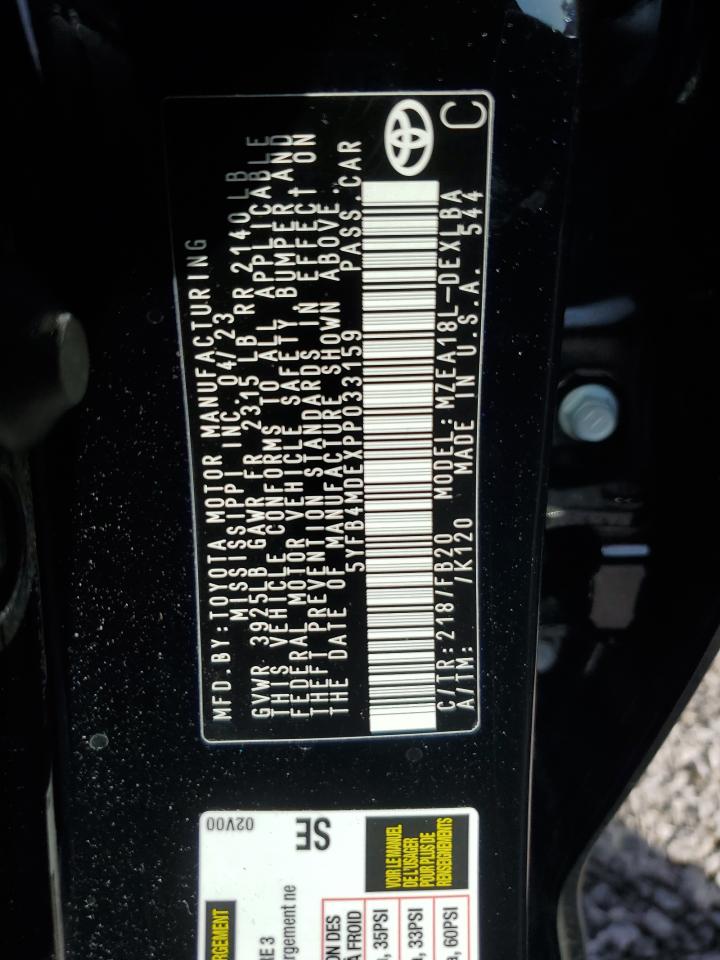 MFD.BY:TOYOTA MOTOR MANUFACTURING
MISSISSIPPI INC. 04/23
GVWR 3925LB GAWR FR 2315 LB RR 2140 LB
THIS VEHICLE CONFORMS TO ALL APPLICABLE
FEDERAL MOTOR VEHICLE SAFETY BUMPER AND
THEFT PREVENTION STANDARDS IN EFFECT ON
THE DATE OF MANUFACTURE SHOWN ABOVE.
5YFB4MDEXPP033159 PASS.CAR
C/TR:218/FB20 MODEL:MZEA18L-DEXLBA
A/TM: /K120 MADE IN U.S.A. 544
C
02V00
SE
VOIR LE MANUEL
DE L'USAGER
POUR PLUS DE
RENSEIGNEMENTS
ON DES
À FROID
35PSI
33PSI
60PSI